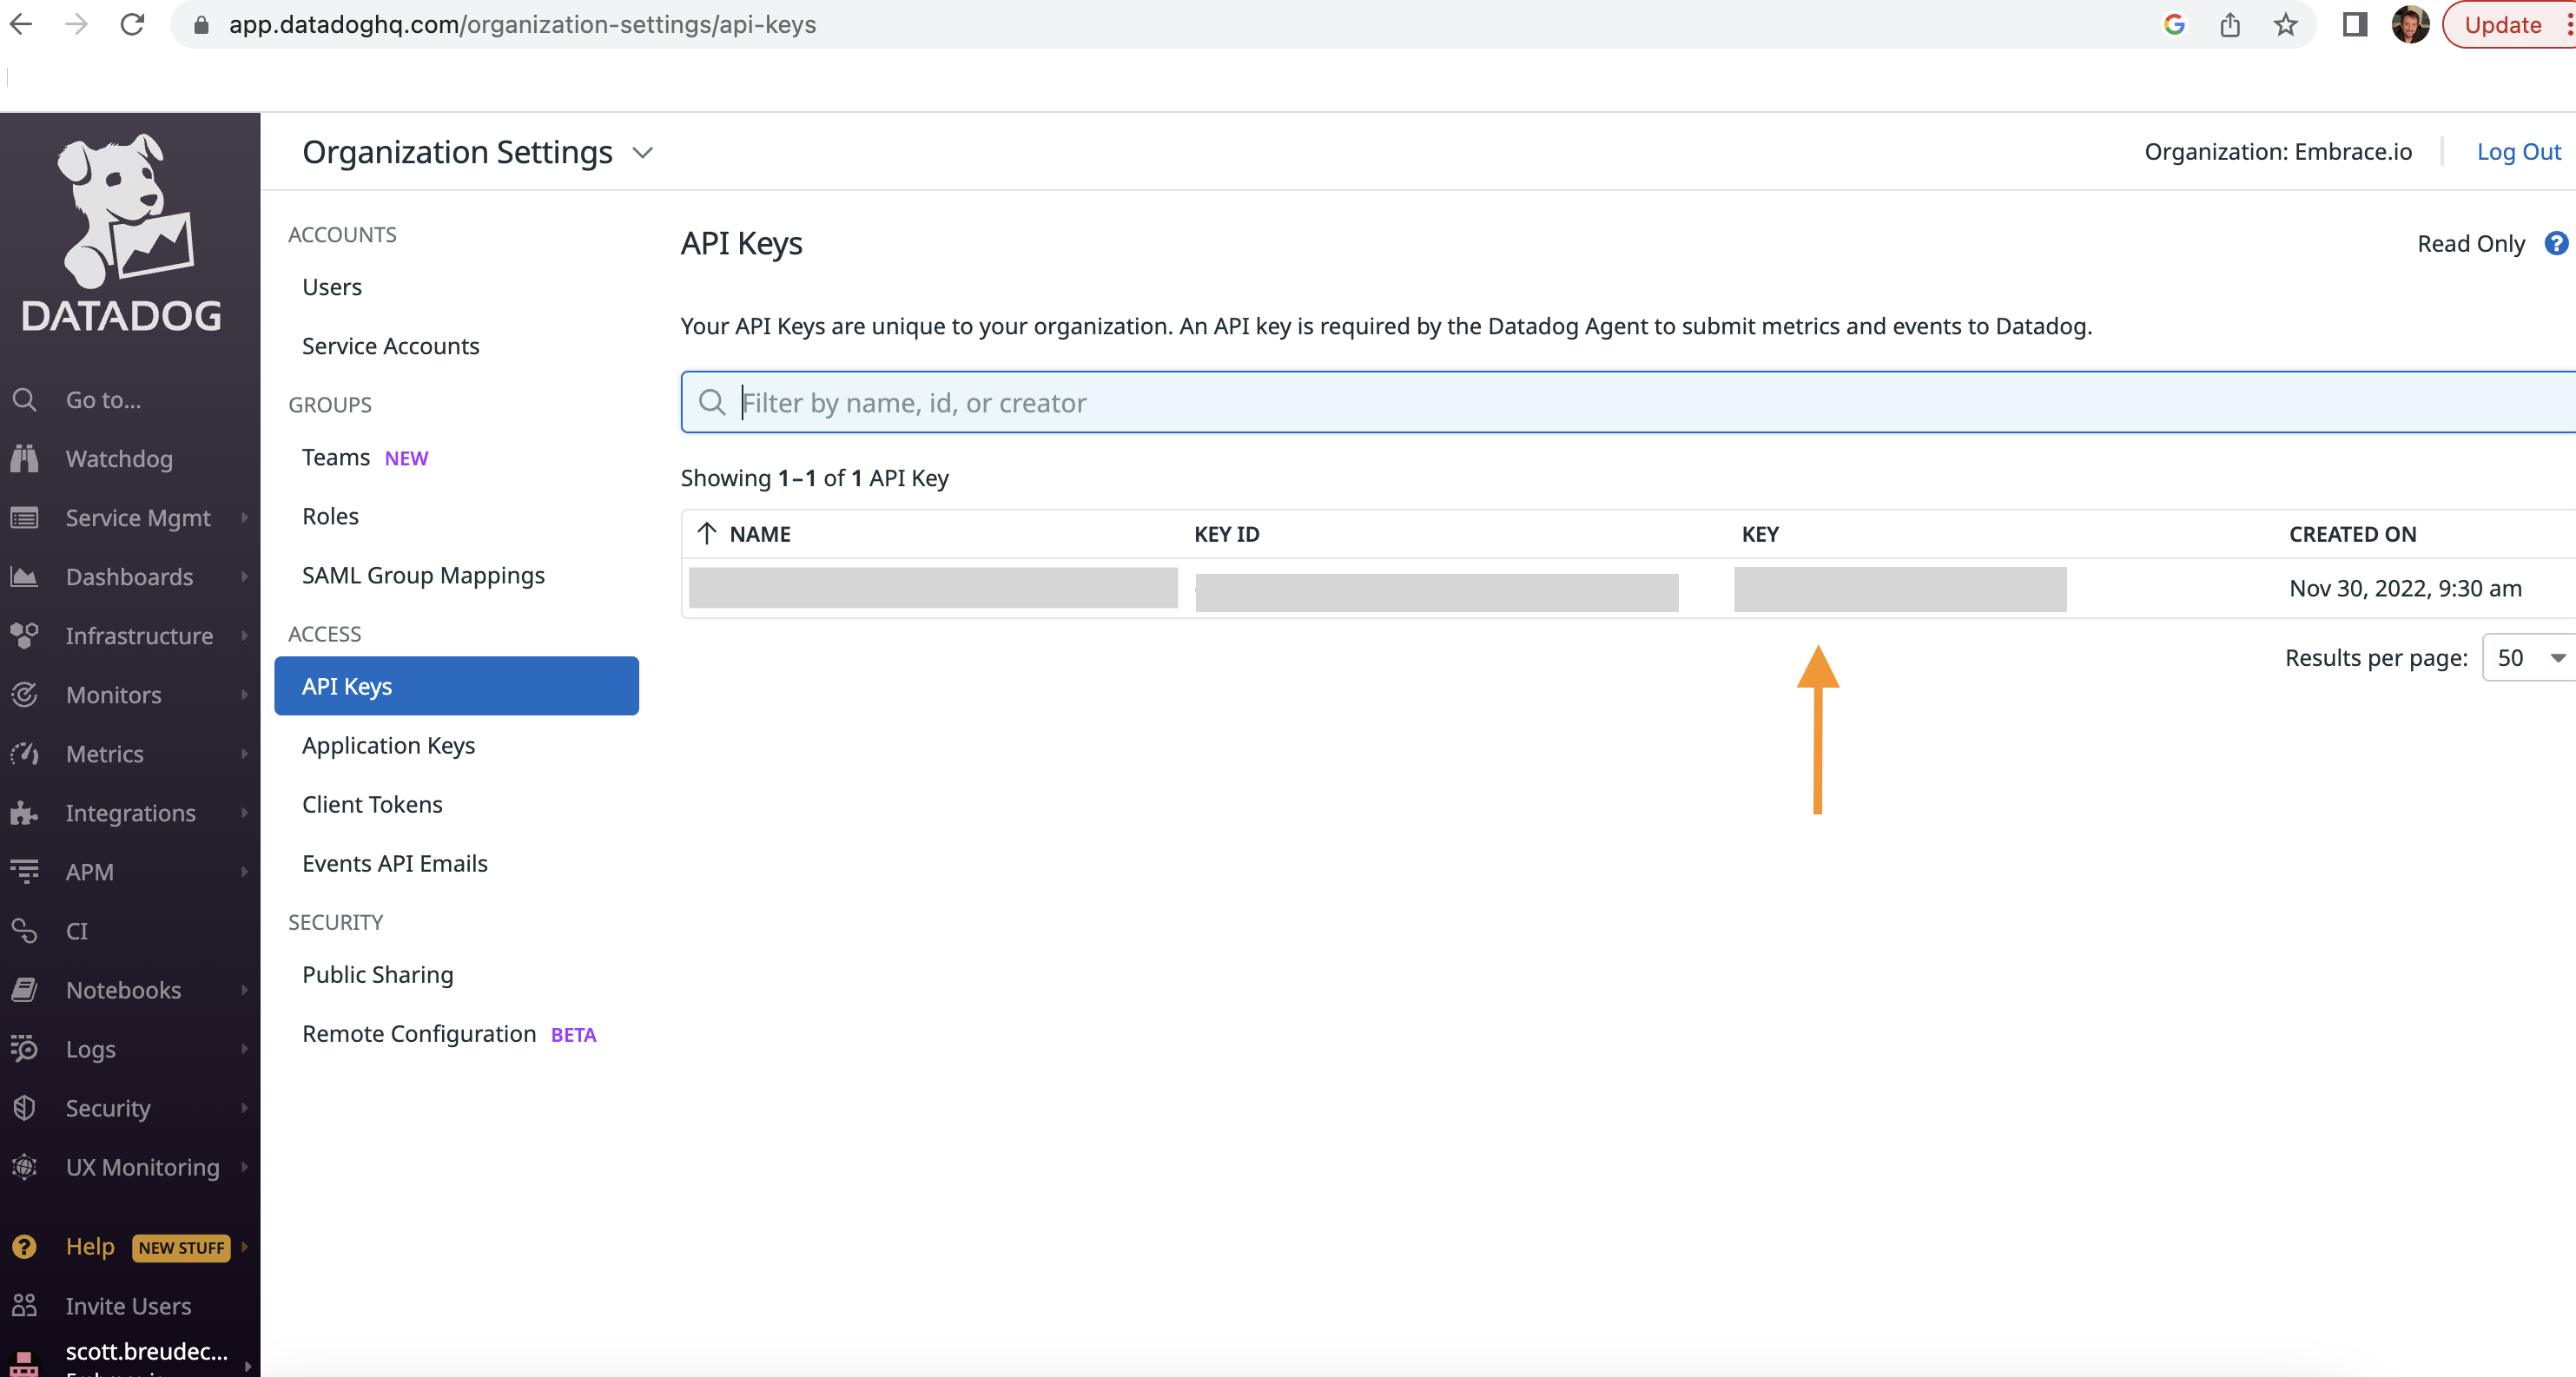 app.datadoghq.com/organization-settings/api-keys
Update
DATADOG
Go to...
Watchdog
Service Mgmt
Dashboards
Infrastructure
Monitors
Metrics
Integrations
APM
CI
Notebooks
Logs
Security
UX Monitoring
Help NEW STUFF
Invite Users
scott.breudec...
Organization Settings
Organization: Embrace.io
Log Out
ACCOUNTS
Users
Service Accounts
GROUPS
Teams NEW
Roles
SAML Group Mappings
ACCESS
API Keys
Application Keys
Client Tokens
Events API Emails
SECURITY
Public Sharing
Remote Configuration BETA
API Keys
Read Only ?
Your API Keys are unique to your organization. An API key is required by the Datadog Agent to submit metrics and events to Datadog.
Filter by name, id, or creator
Showing 1–1 of 1 API Key
NAME KEY ID KEY CREATED ON
Nov 30, 2022, 9:30 am
Results per page: 50